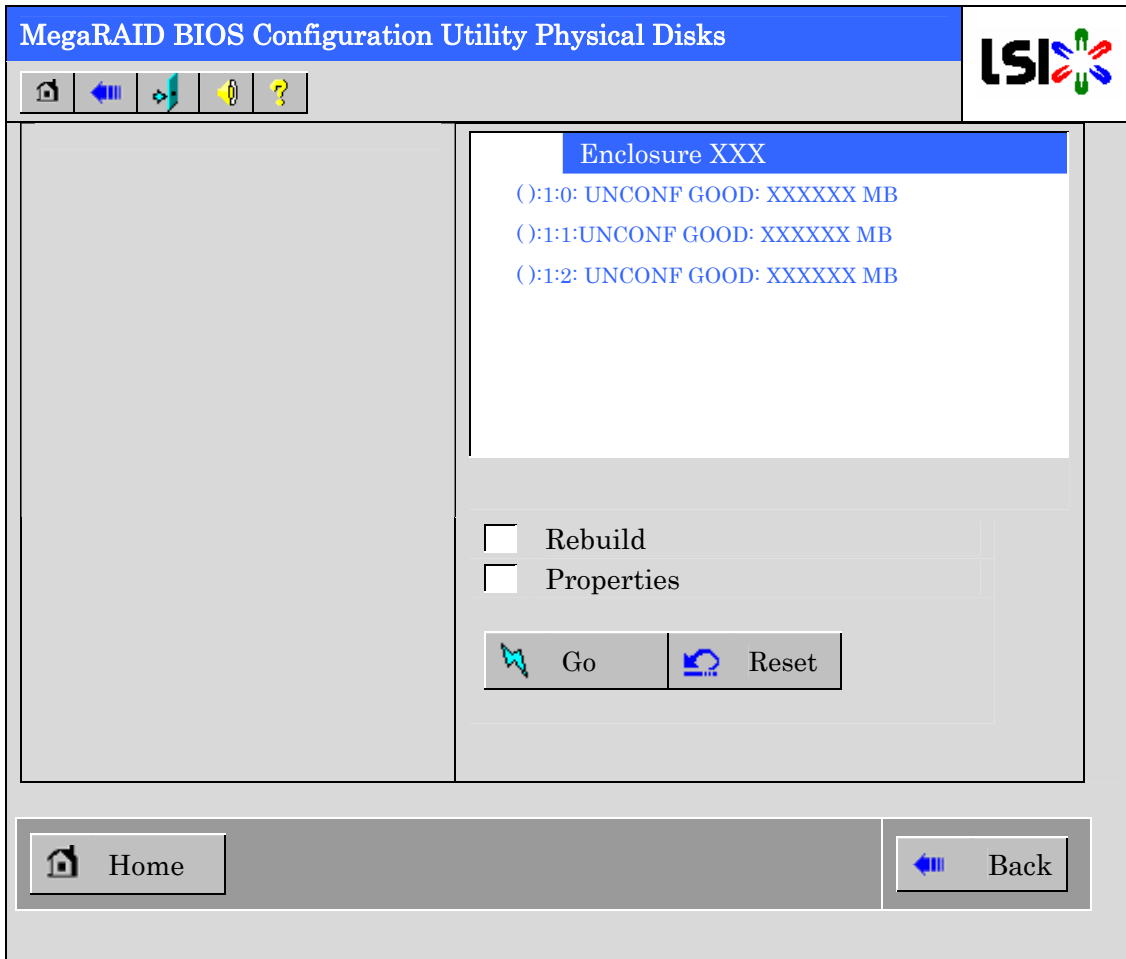 MegaRAID BIOS Configuration Utility Physical Disks
LSI
Enclosure XXX
( ):1:0: UNCONF GOOD: XXXXXX MB
( ):1:1:UNCONF GOOD: XXXXXX MB
( ):1:2: UNCONF GOOD: XXXXXX MB
Rebuild
Properties
Go
Reset
Home
Back